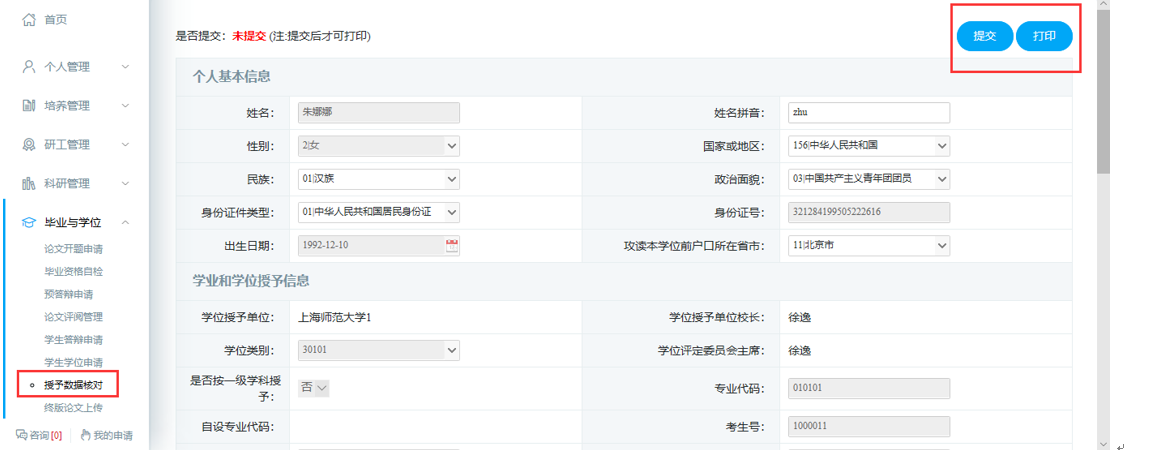 首页
个人管理
培养管理
研工管理
科研管理
毕业与学位
论文开题申请
毕业资格自检
预答辩申请
论文评阅管理
学生答辩申请
学生学位申请
授予数据核对
终版论文上传
咨询[0] 我的申请
是否提交：未提交 (注:提交后才可打印)
提交 打印
个人基本信息
姓名： 朱娜娜 姓名拼音： zhu
性别： 2|女 国家或地区： 156|中华人民共和国
民族： 01|汉族 政治面貌： 03|中国共产主义青年团团员
身份证件类型： 01|中华人民共和国居民身份证 身份证号： 321284199505222616
出生日期： 1992-12-10 攻读本学位前户口所在省市： 11|北京市
学业和学位授予信息
学位授予单位： 上海师范大学1 学位授予单位校长： 徐逸
学位类别： 30101 学位评定委员会主席： 徐逸
是否按一级学科授
予： 否 专业代码： 010101
自设专业代码： 考生号： 1000011